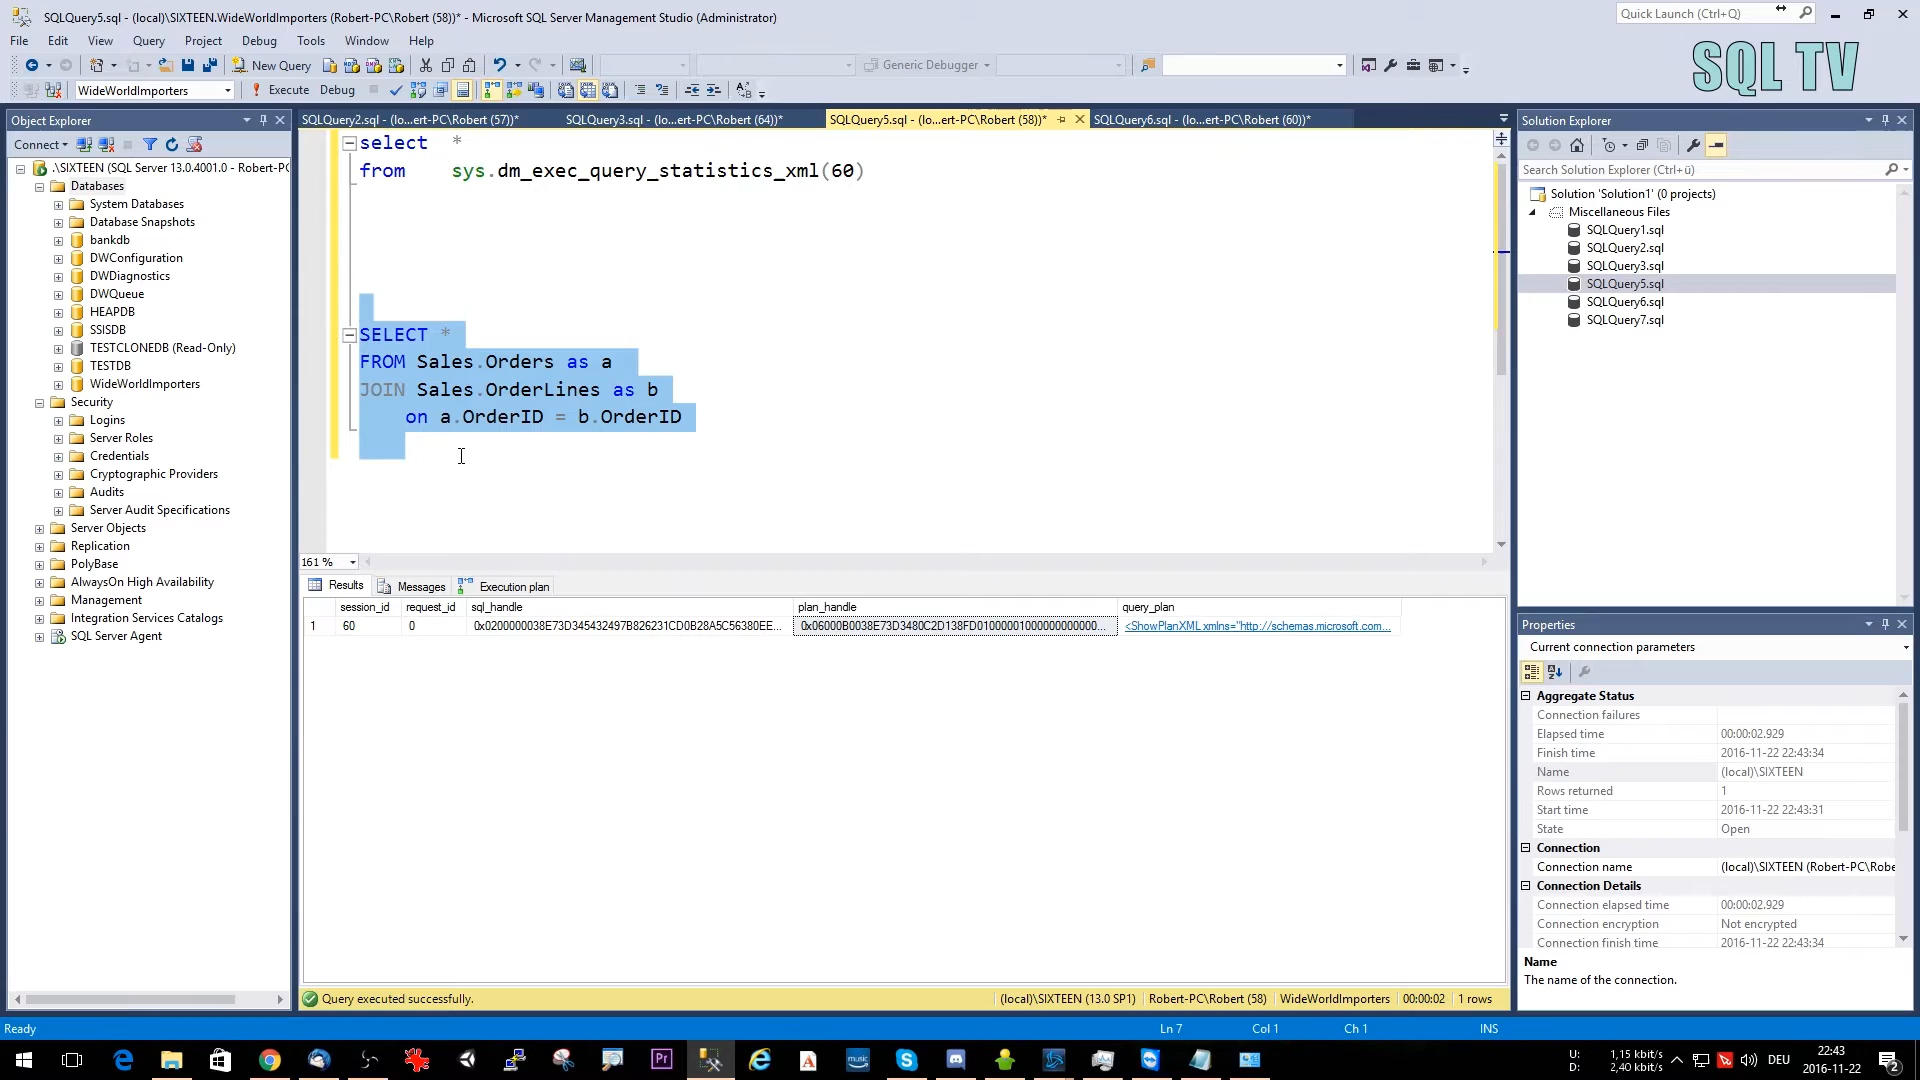 SQLQuery5.sql - (local)\SIXTEEN.WideWorldImporters (Robert-PC\Robert (58))* - Microsoft SQL Server Management Studio (Administrator)
Quick Launch (Ctrl+Q)
File Edit View Query Project Debug Tools Window Help
SQL TV
New Query
Generic Debugger
WideWorldImporters
Execute Debug
Object Explorer
Connect
.\SIXTEEN (SQL Server 13.0.4001.0 - Robert-PC
Databases
System Databases
Database Snapshots
bankdb
DWConfiguration
DWDiagnostics
DWQueue
HEAPDB
SSISDB
TESTCLONEDB (Read-Only)
TESTDB
WideWorldImporters
Security
Logins
Server Roles
Credentials
Cryptographic Providers
Audits
Server Audit Specifications
Server Objects
Replication
PolyBase
AlwaysOn High Availability
Management
Integration Services Catalogs
SQL Server Agent
SQLQuery2.sql - (lo...ert-PC\Robert (57))*
SQLQuery3.sql - (lo...ert-PC\Robert (64))*
SQLQuery5.sql - (lo...ert-PC\Robert (58))*
SQLQuery6.sql - (lo...ert-PC\Robert (60))*
select *
from sys.dm_exec_query_statistics_xml(60)
SELECT *
FROM Sales.Orders as a
JOIN Sales.OrderLines as b
on a.OrderID = b.OrderID
161 %
Results Messages Execution plan
session_id request_id sql_handle plan_handle query_plan
1 60 0 0x0200000038E73D345432497B826231CD0B28A5C56380EE... 0x06000B0038E73D3480C2D138FD01000001000000000000... <ShowPlanXML xmlns="http://schemas.microsoft.com...
Query executed successfully.
(local)\SIXTEEN (13.0 SP1) Robert-PC\Robert (58) WideWorldImporters 00:00:02 1 rows
Solution Explorer
Search Solution Explorer (Ctrl+ü)
Solution 'Solution1' (0 projects)
Miscellaneous Files
SQLQuery1.sql
SQLQuery2.sql
SQLQuery3.sql
SQLQuery5.sql
SQLQuery6.sql
SQLQuery7.sql
Properties
Current connection parameters
Aggregate Status
Connection failures
Elapsed time 00:00:02.929
Finish time 2016-11-22 22:43:34
Name (local)\SIXTEEN
Rows returned 1
Start time 2016-11-22 22:43:31
State Open
Connection
Connection name (local)\SIXTEEN (Robert-PC\Robe
Connection Details
Connection elapsed time 00:00:02.929
Connection encryption Not encrypted
Connection finish time 2016-11-22 22:43:34
Name
The name of the connection.
Ready Ln 7 Col 1 Ch 1 INS
U: 1,15 kbit/s
D: 2,40 kbit/s
DEU
22:43
2016-11-22